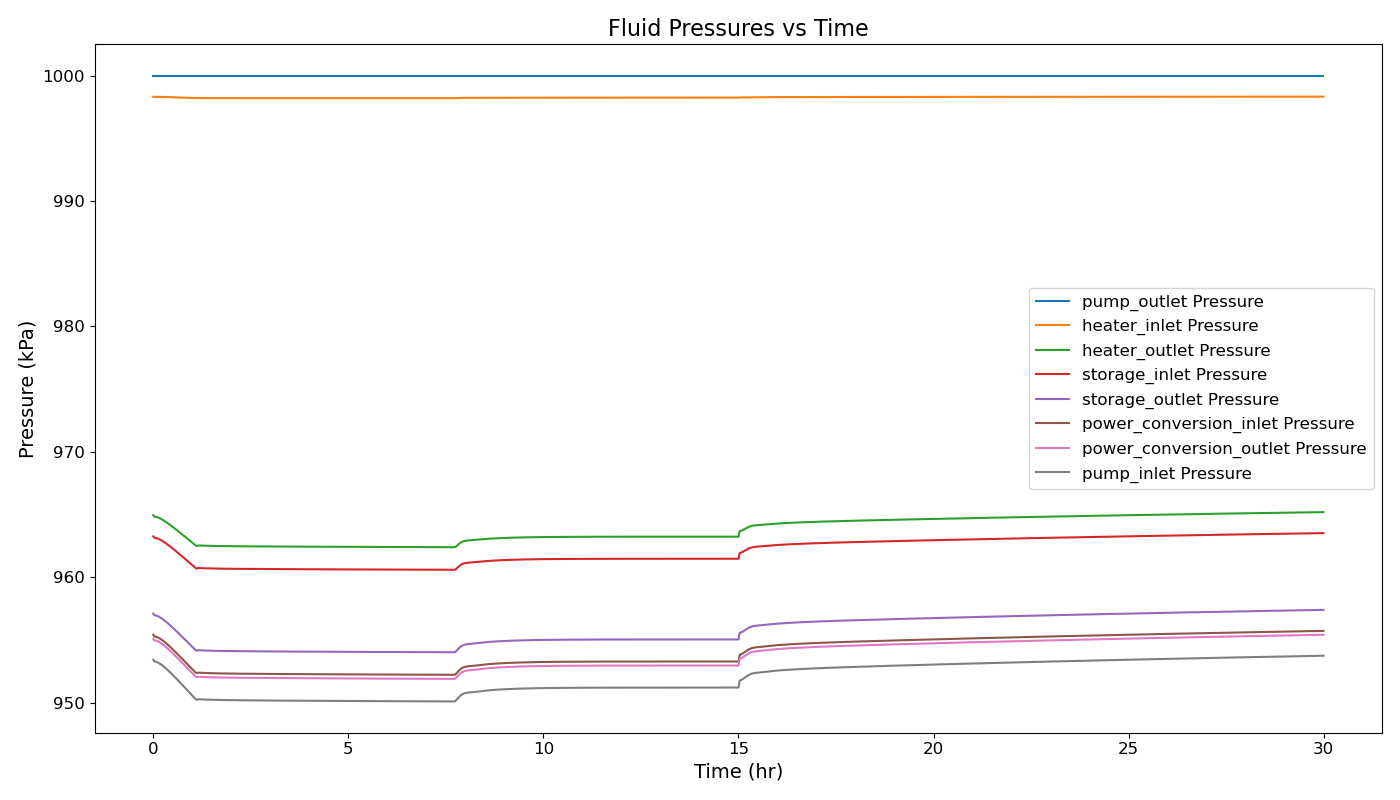 Fluid Pressures vs Time
Pressure (kPa)
1000
990
980
970
960
950
pump_outlet Pressure
heater_inlet Pressure
heater_outlet Pressure
storage_inlet Pressure
storage_outlet Pressure
power_conversion_inlet Pressure
power_conversion_outlet Pressure
pump_inlet Pressure
0 5 10 15 20 25 30
Time (hr)